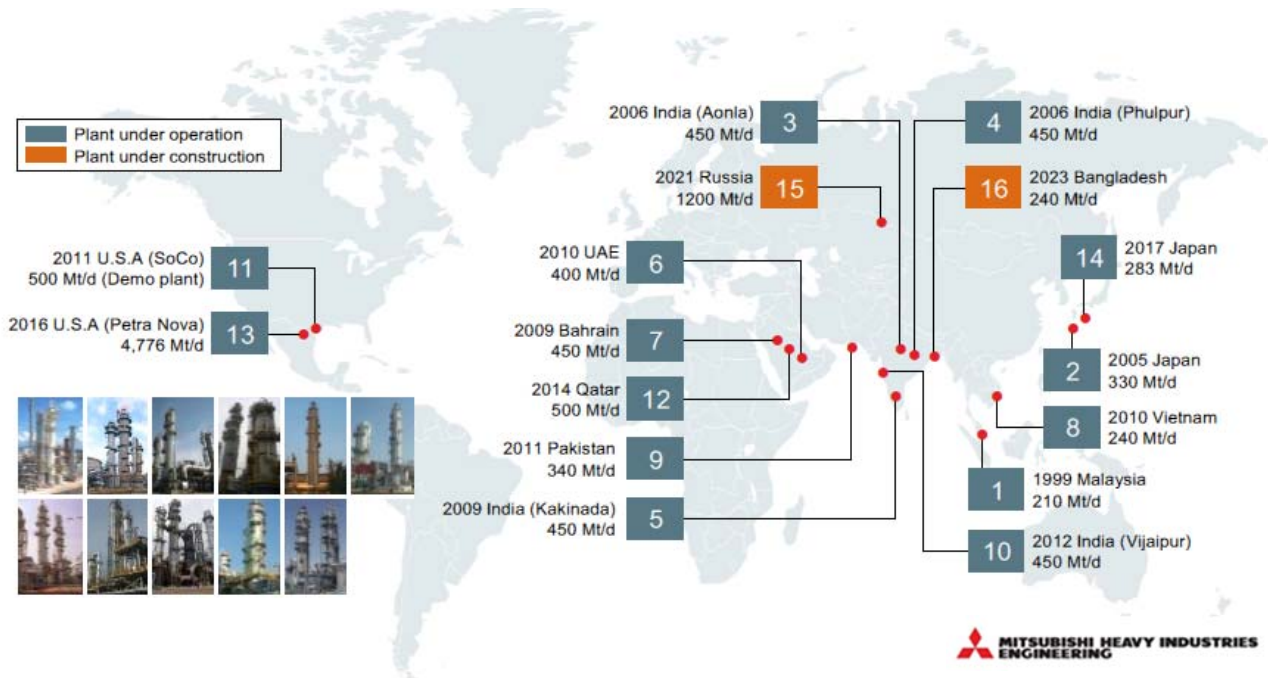 Plant under operation
Plant under construction
2006 India (Aonla)
450 Mt/d
3
4
2006 India (Phulpur)
450 Mt/d
2021 Russia
1200 Mt/d
15
16
2023 Bangladesh
240 Mt/d
2011 U.S.A (SoCo)
500 Mt/d (Demo plant)
11
2010 UAE
400 Mt/d
6
14
2017 Japan
283 Mt/d
2016 U.S.A (Petra Nova)
4,776 Mt/d
13
2009 Bahrain
450 Mt/d
7
2
2005 Japan
330 Mt/d
2014 Qatar
500 Mt/d
12
8
2010 Vietnam
240 Mt/d
2011 Pakistan
340 Mt/d
9
1
1999 Malaysia
210 Mt/d
2009 India (Kakinada)
450 Mt/d
5
10
2012 India (Vijaipur)
450 Mt/d
MITSUBISHI HEAVY INDUSTRIES
ENGINEERING